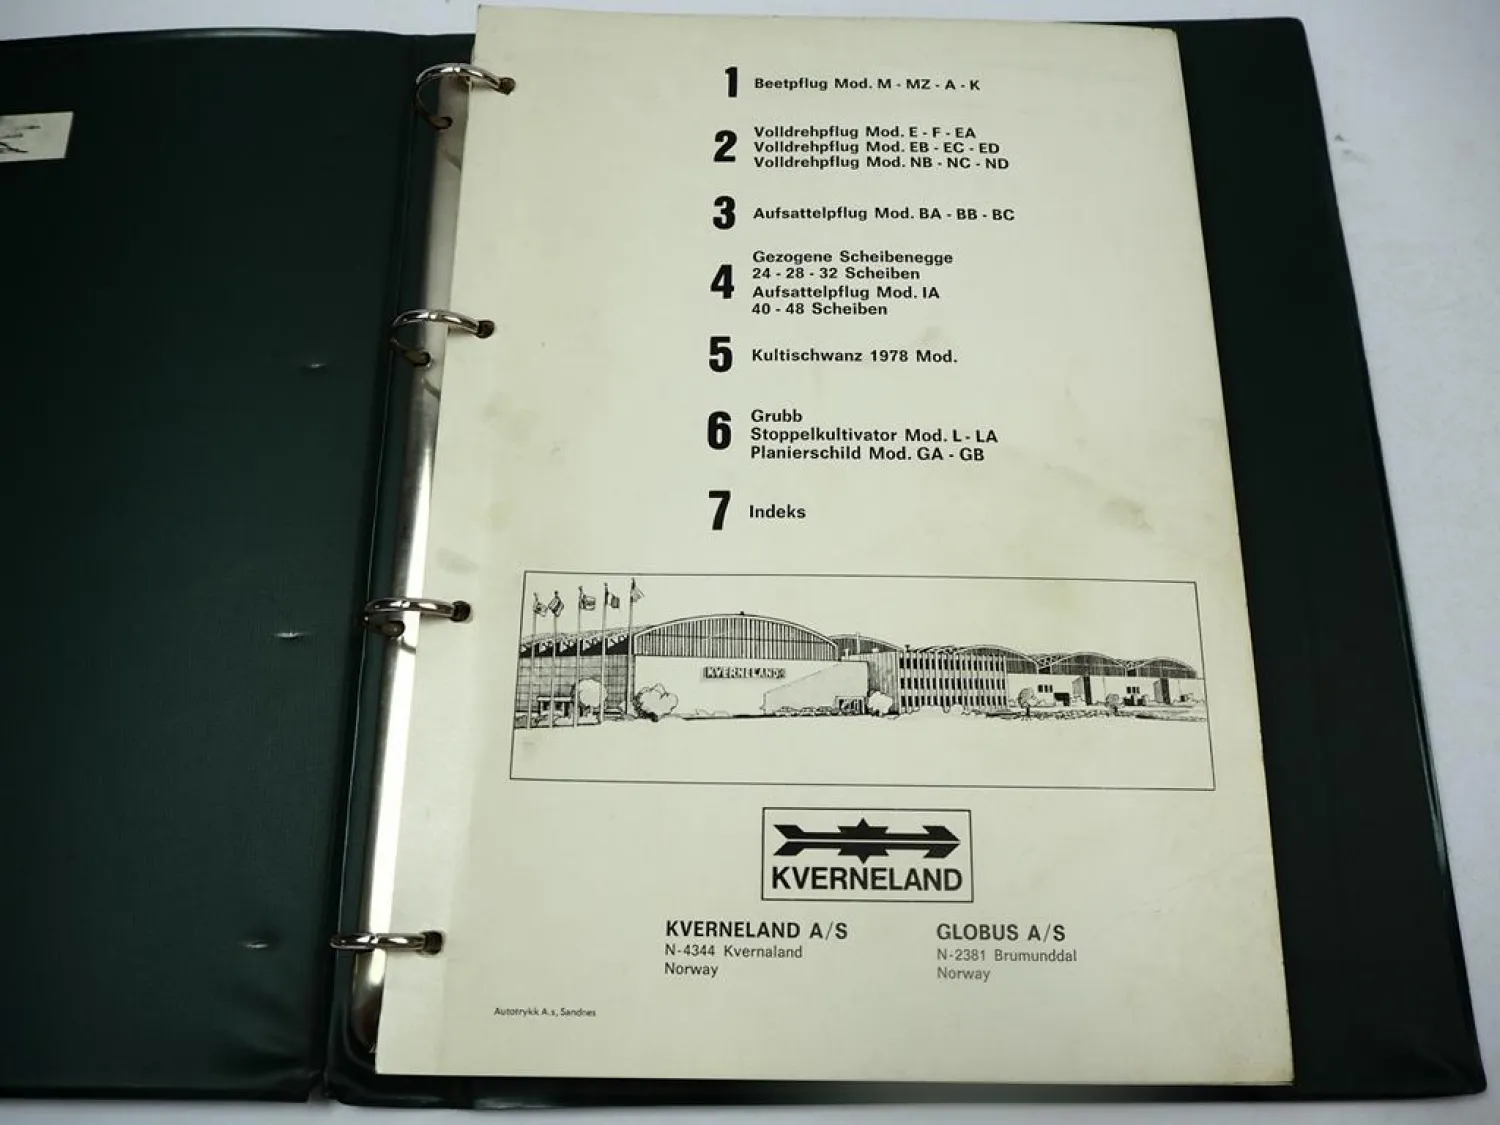 1 Beetpflug Mod. M - MZ - A - K
2 Volldrehpflug Mod. E - F - EA
Volldrehpflug Mod. EB - EC - ED
Volldrehpflug Mod. NB - NC - ND
3 Aufsattelpflug Mod. BA - BB - BC
4 Gezogene Scheibenegge
24 - 28 - 32 Scheiben
Aufsattelpflug Mod. IA
40 - 48 Scheiben
5 Kultischwanz 1978 Mod.
6 Grubb
Stoppelkultivator Mod. L - LA
Planierschild Mod. GA - GB
7 Indeks
KVERNELAND
KVERNELAND
KVERNELAND A/S
N-4344 Kvernaland
Norway
GLOBUS A/S
N-2381 Brumunddal
Norway
Autotrykk A.s, Sandnes